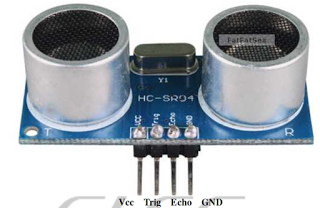 FatFatSea
Y1
HC-SR04
T
R
Vcc Trig Echo GND
Vcc Trig Echo GND